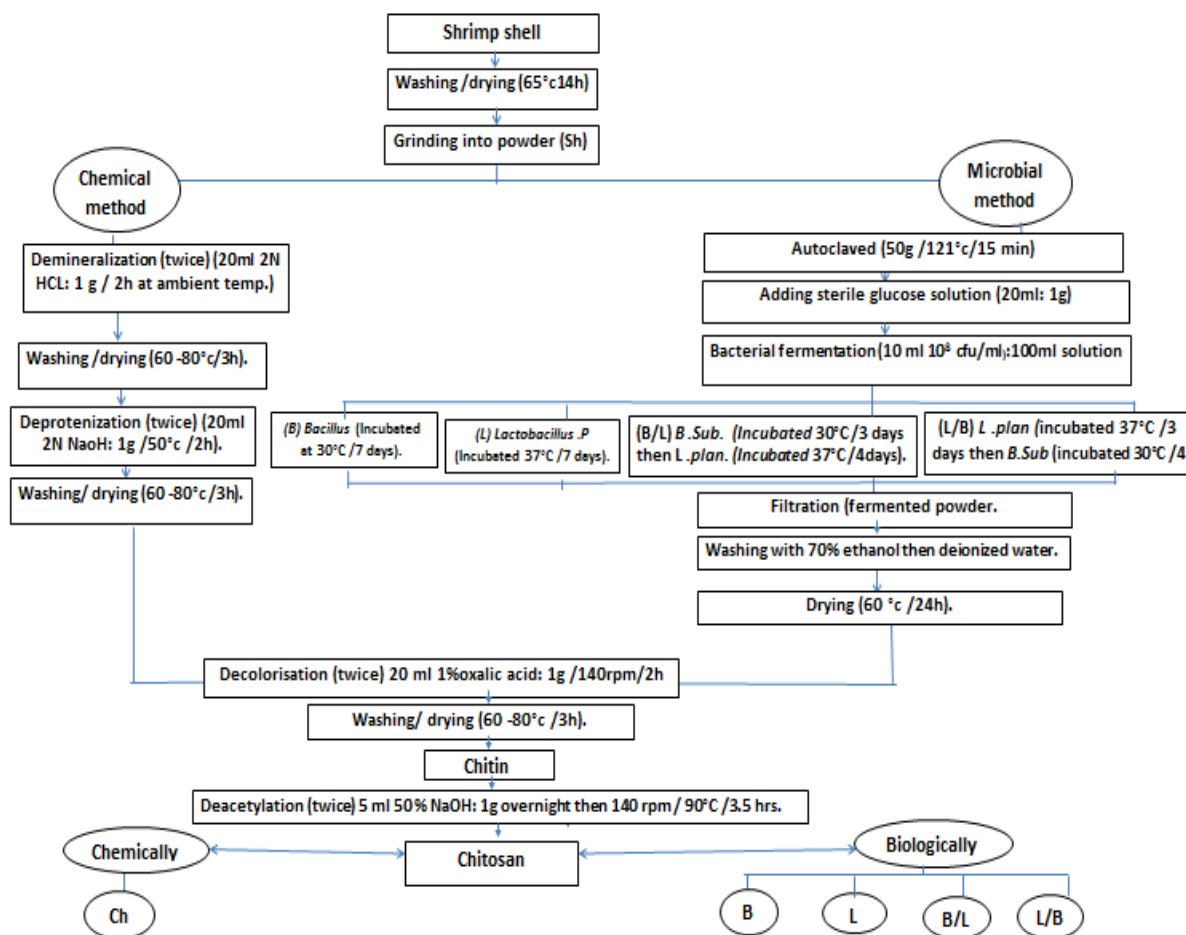 Shrimp shell
Washing /drying (65°c14h)
Grinding into powder (Sh)
Chemical
method
Microbial
method
Demineralization (twice) (20ml 2N
HCL: 1 g / 2h at ambient temp.)
Washing /drying (60 -80°c/3h).
Deprotenization (twice) (20ml
2N NaoH: 1g /50°c /2h).
Washing/ drying (60 -80°c/3h).
Autoclaved (50g /121°c/15 min)
Adding sterile glucose solution (20ml: 1g)
Bacterial fermentation (10 ml 10⁸ cfu/ml):100ml solution
(B) Bacillus (Incubated
at 30°C /7 days).
(L) Lactobacillus .P
(Incubated 37°C /7 days).
(B/L) B .Sub. (Incubated 30°C/3 days
then L .plan. (Incubated 37°C /4days).
(L/B) L .plan (incubated 37°C /3
days then B.Sub (incubated 30°C /4
Filtration (fermented powder.
Washing with 70% ethanol then deionized water.
Drying (60 °c /24h).
Decolorisation (twice) 20 ml 1%oxalic acid: 1g /140rpm/2h
Washing/ drying (60 -80°c /3h).
Chitin
Deacetylation (twice) 5 ml 50% NaOH: 1g overnight then 140 rpm / 90°C /3.5 hrs.
Chemically
Chitosan
Biologically
Ch
B
L
B/L
L/B